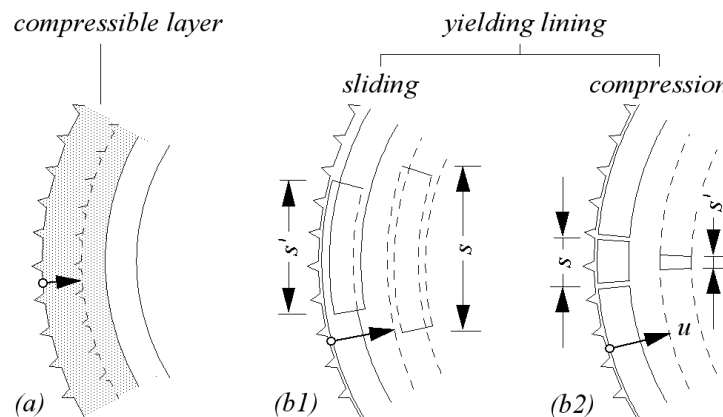 compressible layer
yielding lining
sliding
compression
s'
s
s
s'
u
(a)
(b1)
(b2)